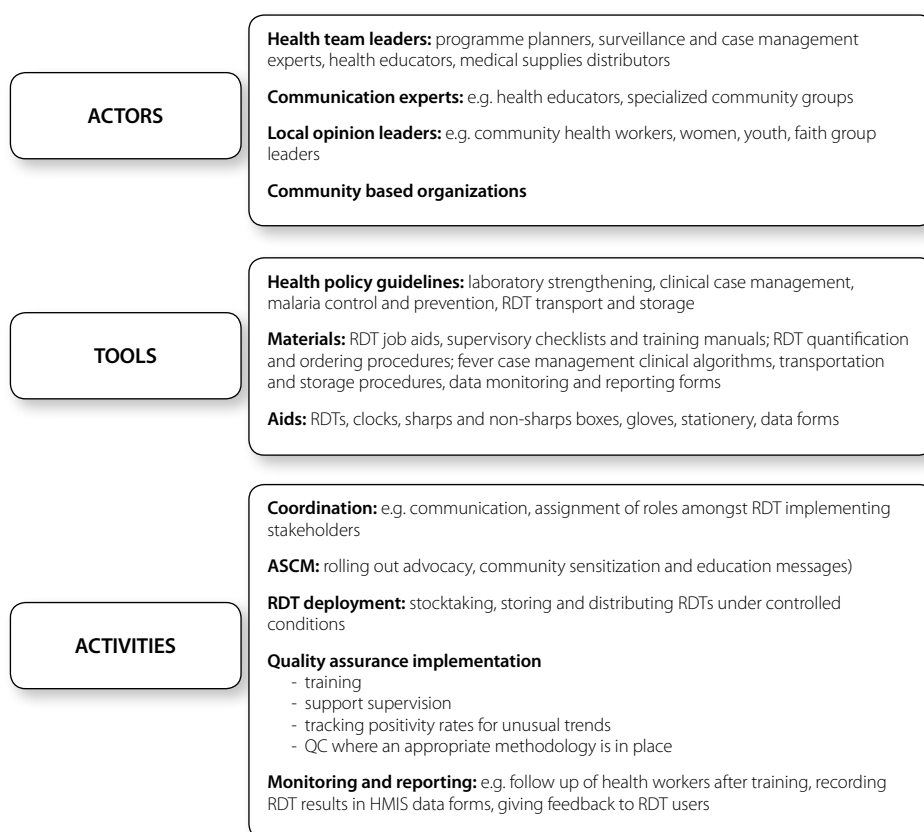 ACTORS
Health team leaders: programme planners, surveillance and case management
experts, health educators, medical supplies distributors
Communication experts: e.g. health educators, specialized community groups
Local opinion leaders: e.g. community health workers, women, youth, faith group
leaders
Community based organizations
TOOLS
Health policy guidelines: laboratory strengthening, clinical case management,
malaria control and prevention, RDT transport and storage
Materials: RDT job aids, supervisory checklists and training manuals; RDT quantification
and ordering procedures; fever case management clinical algorithms, transportation
and storage procedures, data monitoring and reporting forms
Aids: RDTs, clocks, sharps and non-sharps boxes, gloves, stationery, data forms
ACTIVITIES
Coordination: e.g. communication, assignment of roles amongst RDT implementing
stakeholders
ASCM: rolling out advocacy, community sensitization and education messages)
RDT deployment: stocktaking, storing and distributing RDTs under controlled
conditions
Quality assurance implementation
- training
- support supervision
- tracking positivity rates for unusual trends
- QC where an appropriate methodology is in place
Monitoring and reporting: e.g. follow up of health workers after training, recording
RDT results in HMIS data forms, giving feedback to RDT users